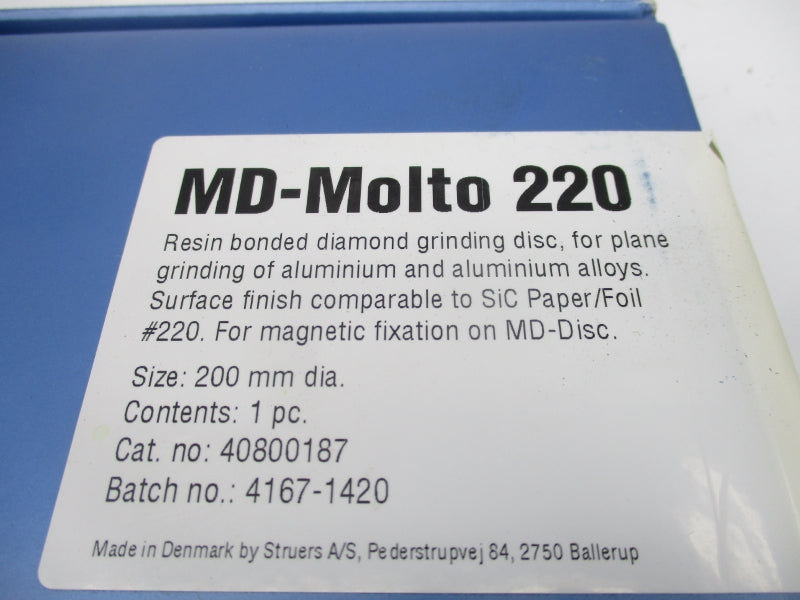 MD-Molto 220
Resin bonded diamond grinding disc, for plane
grinding of aluminium and aluminium alloys.
Surface finish comparable to SiC Paper/Foil
#220. For magnetic fixation on MD-Disc.
Size: 200 mm dia.
Contents: 1 pc.
Cat. no: 40800187
Batch no.: 4167-1420
Made in Denmark by Struers A/S, Pederstrupvej 84, 2750 Ballerup